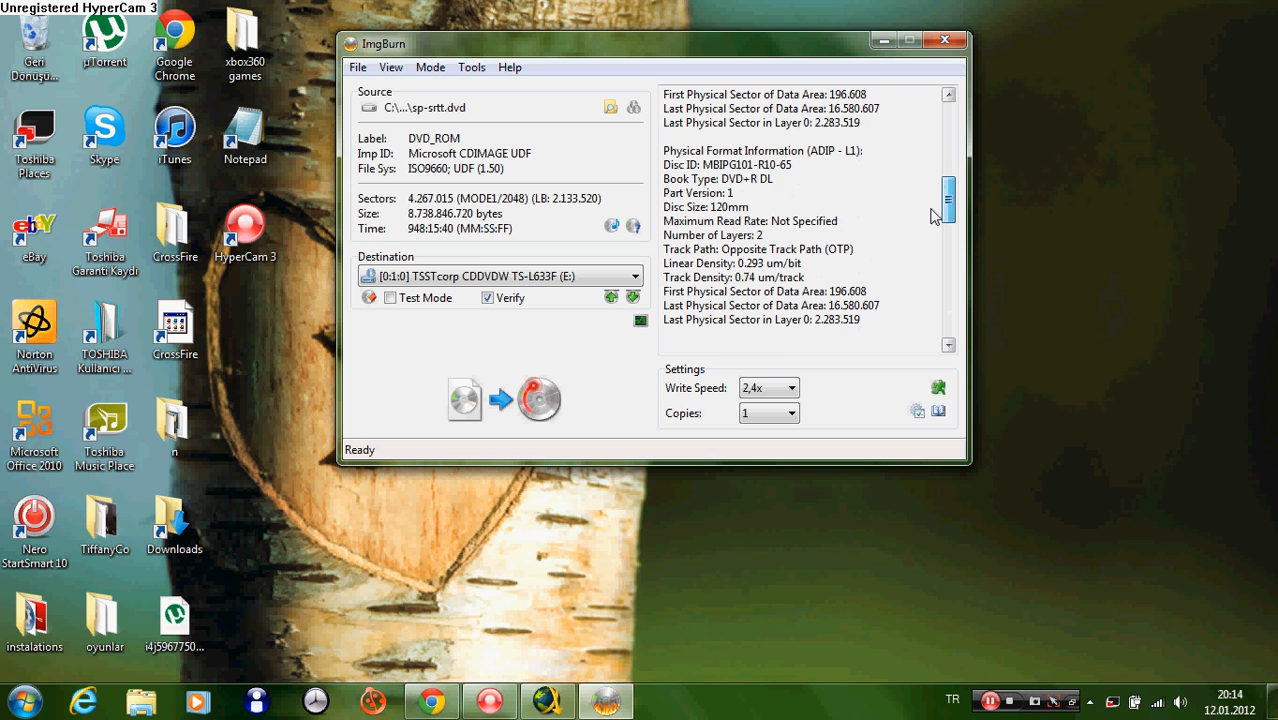 Unregistered HyperCam 3
Geri
Dönüşü...
µTorrent
Google
Chrome
xbox360
games
Toshiba
Places
Skype
iTunes
Notepad
eBay
Toshiba
Garanti Kaydı
CrossFire
HyperCam 3
Norton
AntiVirus
TOSHIBA
Kullanıcı ...
CrossFire
Microsoft
Office 2010
Toshiba
Music Place
n
Nero
StartSmart 10
TiffanyCo
Downloads
instalations
oyunlar
i4j5967750...
ImgBurn
File View Mode Tools Help
Source
C:\...\sp-srtt.dvd
Label: DVD_ROM
Imp ID: Microsoft CDIMAGE UDF
File Sys: ISO9660; UDF (1.50)
Sectors: 4.267.015 (MODE1/2048) (LB: 2.133.520)
Size: 8.738.846.720 bytes
Time: 948:15:40 (MM:SS:FF)
Destination
[0:1:0] TSSTcorp CDDVDW TS-L633F (E:)
Test Mode Verify
First Physical Sector of Data Area: 196.608
Last Physical Sector of Data Area: 16.580.607
Last Physical Sector in Layer 0: 2.283.519
Physical Format Information (ADIP - L1):
Disc ID: MBIPG101-R10-65
Book Type: DVD+R DL
Part Version: 1
Disc Size: 120mm
Maximum Read Rate: Not Specified
Number of Layers: 2
Track Path: Opposite Track Path (OTP)
Linear Density: 0.293 um/bit
Track Density: 0.74 um/track
First Physical Sector of Data Area: 196.608
Last Physical Sector of Data Area: 16.580.607
Last Physical Sector in Layer 0: 2.283.519
Settings
Write Speed: 2,4x
Copies: 1
Ready
TR
20:14
12.01.2012